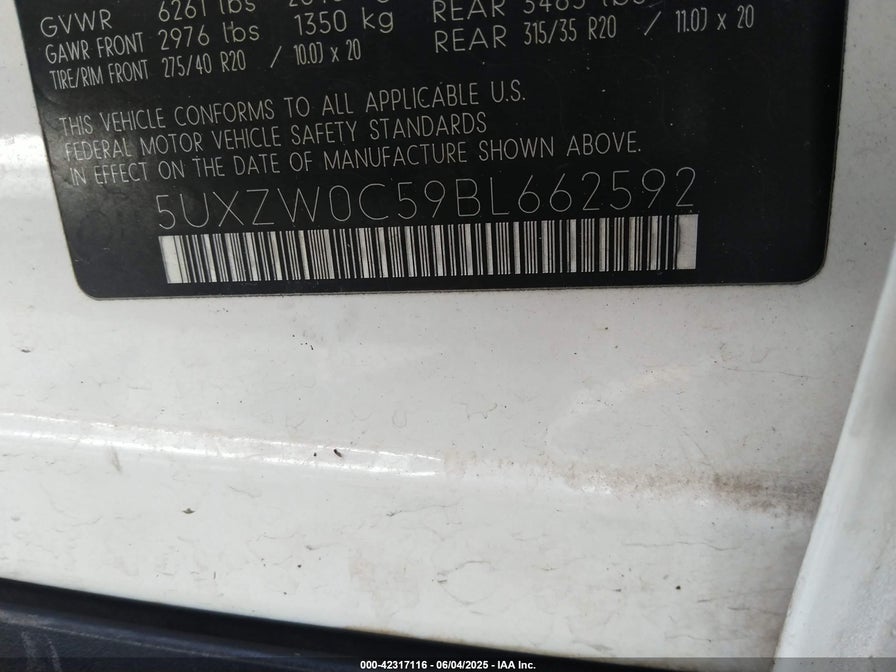 GVWR 6261 lbs
GAWR FRONT 2976 lbs 1350 kg REAR
TIRE/RIM FRONT 275/40 R20 / 10.0J x 20 REAR 315/35 R20 / 11.0J x 20
THIS VEHICLE CONFORMS TO ALL APPLICABLE U.S.
FEDERAL MOTOR VEHICLE SAFETY STANDARDS
IN EFFECT ON THE DATE OF MANUFACTURE SHOWN ABOVE.
5UXZW0C59BL662592
000-42317116 - 06/04/2025 - IAA Inc.